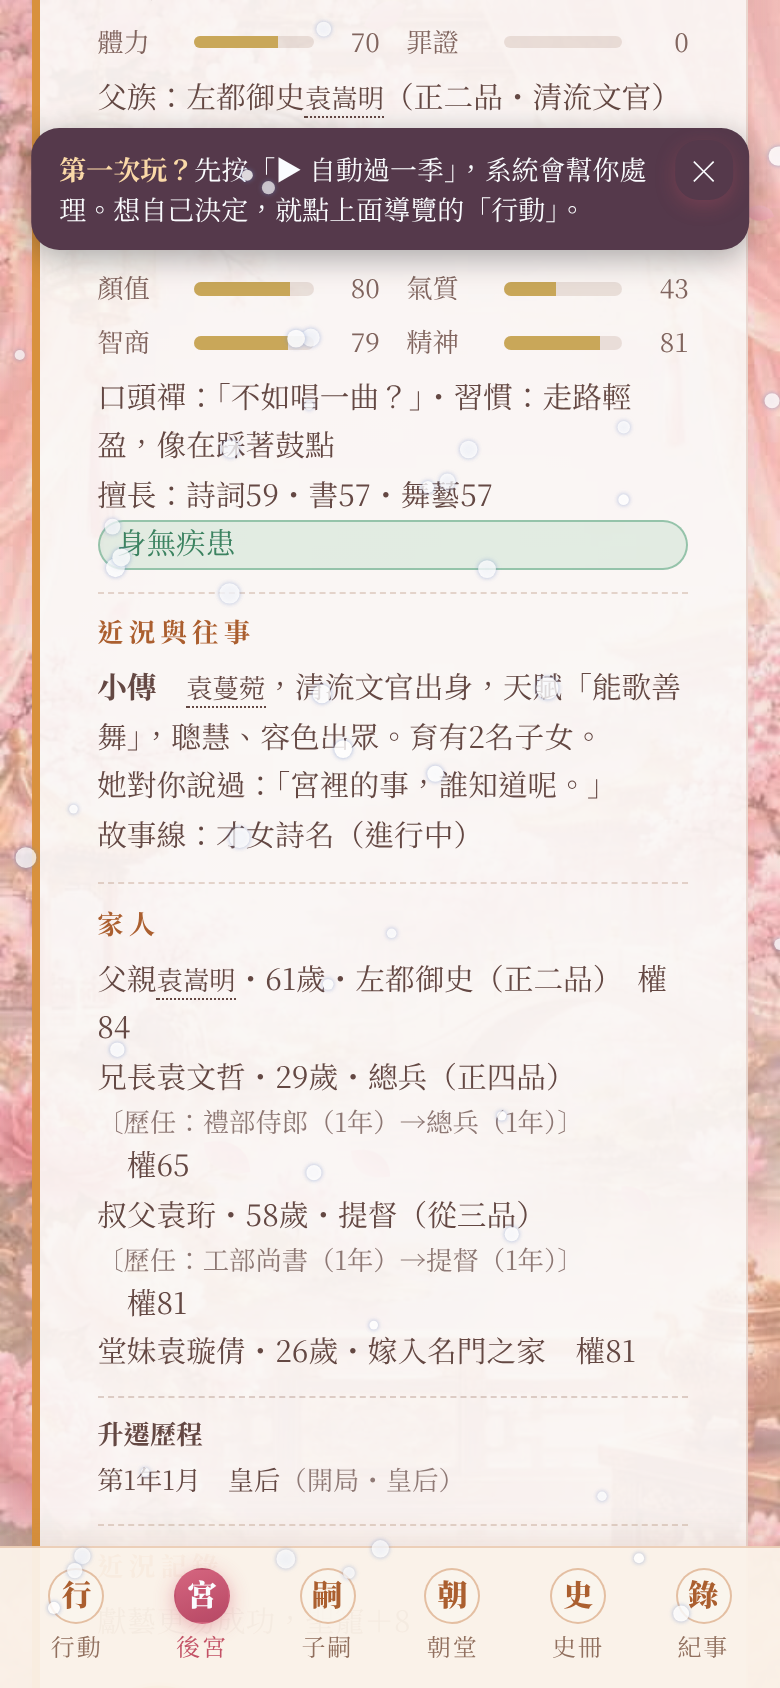 體力 70 罪證 0
父族：左都御史袁嵩明（正二品・清流文官）
第一次玩？先按「▶ 自動過一季」，系統會幫你處
理。想自己決定，就點上面導覽的「行動」。
顏值 80 氣質 43
智商 79 精神 81
口頭禪：「不如唱一曲？」・習慣：走路輕
盈，像在踩著鼓點
擅長：詩詞59・書57・舞藝57
身無疾患
近況與往事
小傳　袁蔓菀，清流文官出身，天賦「能歌善
舞」，聰慧、容色出眾。育有2名子女。
她對你說過：「宮裡的事，誰知道呢。」
故事線：才女詩名（進行中）
家人
父親袁嵩明・61歲・左都御史（正二品）　權
84
兄長袁文哲・29歲・總兵（正四品）
〔歷任：禮部侍郎（1年）→總兵（1年）〕
權65
叔父袁珩・58歲・提督（從三品）
〔歷任：工部尚書（1年）→提督（1年）〕
權81
堂妹袁璇倩・26歲・嫁入名門之家　權81
升遷歷程
第1年1月　皇后（開局・皇后）
行 宮 嗣 朝 史 錄
行動 後宮 子嗣 朝堂 史冊 紀事